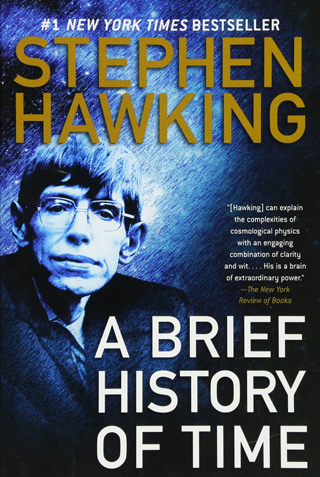 #1 NEW YORK TIMES BESTSELLER
STEPHEN
HAWKING
"[Hawking] can explain
the complexities of
cosmological physics
with an engaging
combination of clarity
and wit. . . . His is a brain
of extraordinary power."
—The New York
Review of Books
A BRIEF
HISTORY
OF TIME